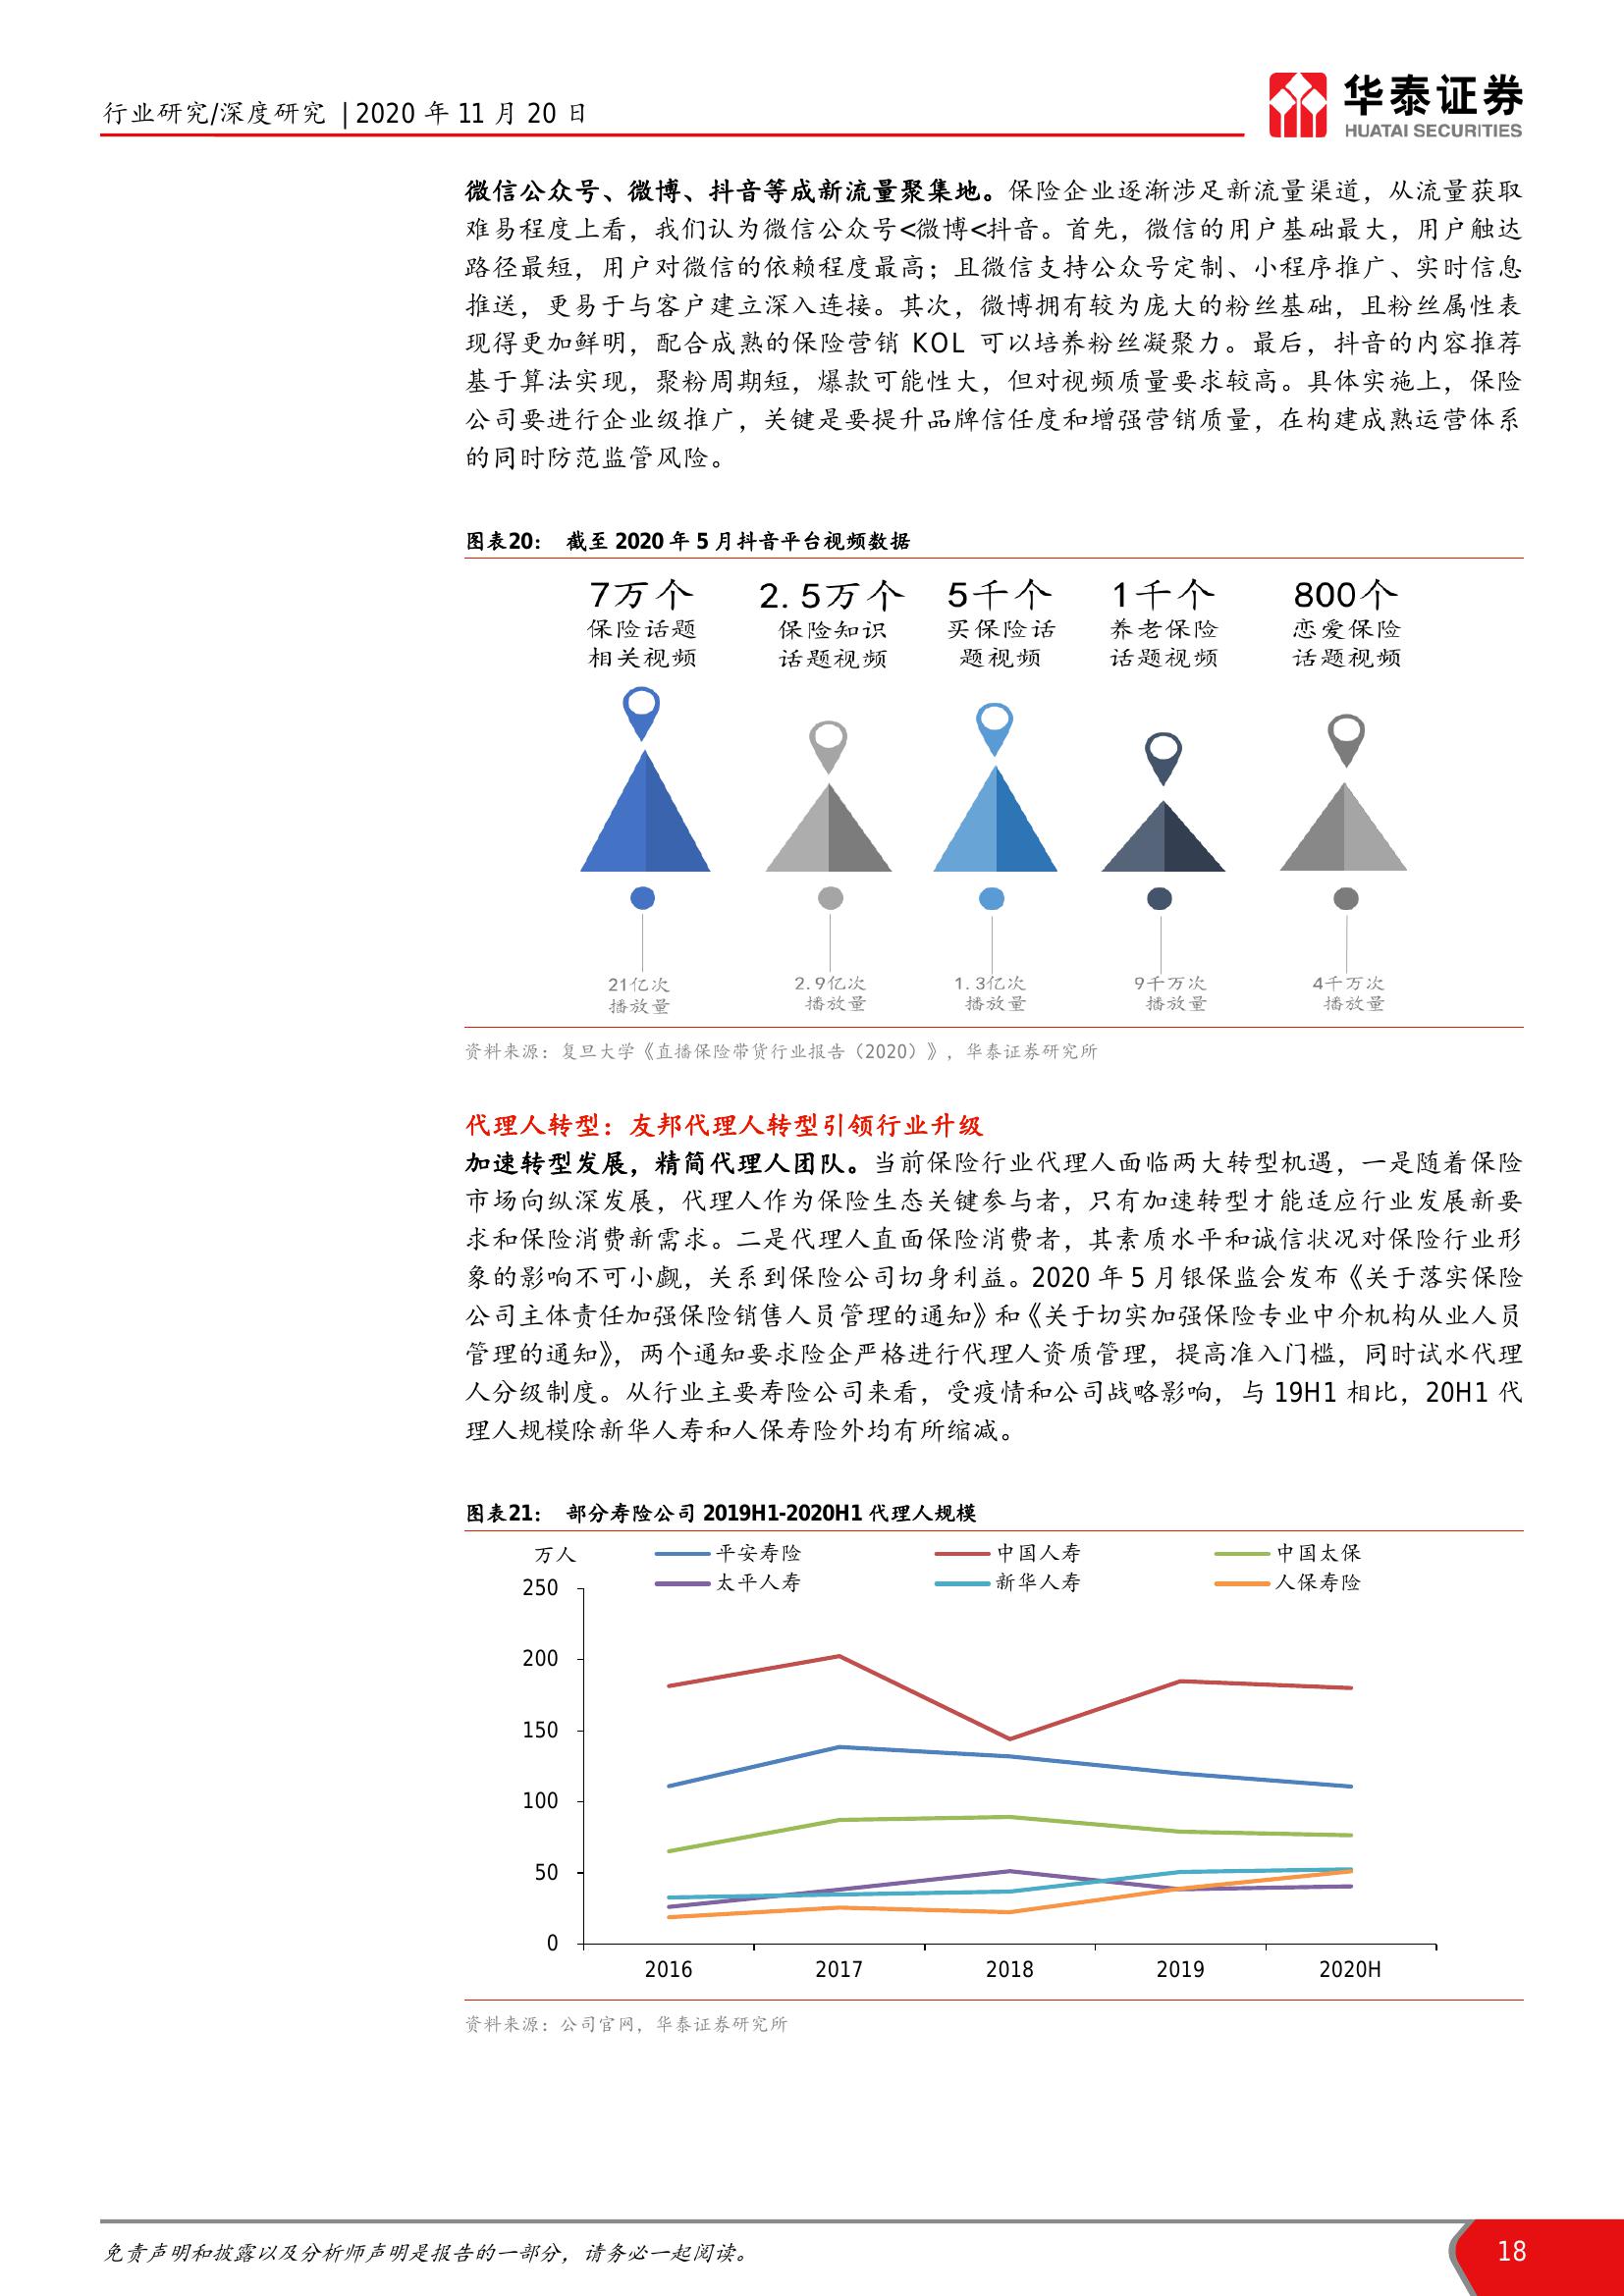 行业研究/深度研究 | 2020 年 11 月 20 日
华泰证券
HUATAI SECURITIES
微信公众号、微博、抖音等成新流量聚集地。保险企业逐渐涉足新流量渠道，从流量获取
难易程度上看，我们认为微信公众号<微博<抖音。首先，微信的用户基础最大，用户触达
路径最短，用户对微信的依赖程度最高；且微信支持公众号定制、小程序推广、实时信息
推送，更易于与客户建立深入连接。其次，微博拥有较为庞大的粉丝基础，且粉丝属性表
现得更加鲜明，配合成熟的保险营销 KOL 可以培养粉丝凝聚力。最后，抖音的内容推荐
基于算法实现，聚粉周期短，爆款可能性大，但对视频质量要求较高。具体实施上，保险
公司要进行企业级推广，关键是要提升品牌信任度和增强营销质量，在构建成熟运营体系
的同时防范监管风险。
图表20： 截至 2020 年 5 月抖音平台视频数据
7万个 2.5万个 5千个 1千个 800个
保险话题 保险知识 买保险话 养老保险 恋爱保险
相关视频 话题视频 题视频 话题视频 话题视频
21亿次 2.9亿次 1.3亿次 9千万次 4千万次
播放量 播放量 播放量 播放量 播放量
资料来源：复旦大学《直播保险带货行业报告（2020）》，华泰证券研究所
代理人转型：友邦代理人转型引领行业升级
加速转型发展，精简代理人团队。当前保险行业代理人面临两大转型机遇，一是随着保险
市场向纵深发展，代理人作为保险生态关键参与者，只有加速转型才能适应行业发展新要
求和保险消费新需求。二是代理人直面保险消费者，其素质水平和诚信状况对保险行业形
象的影响不可小觑，关系到保险公司切身利益。2020 年 5 月银保监会发布《关于落实保险
公司主体责任加强保险销售人员管理的通知》和《关于切实加强保险专业中介机构从业人员
管理的通知》，两个通知要求险企严格进行代理人资质管理，提高准入门槛，同时试水代理
人分级制度。从行业主要寿险公司来看，受疫情和公司战略影响，与 19H1 相比，20H1 代
理人规模除新华人寿和人保寿险外均有所缩减。
图表21： 部分寿险公司 2019H1-2020H1 代理人规模
万人 平安寿险 中国人寿 中国太保
太平人寿 新华人寿 人保寿险
250
200
150
100
50
0
2016 2017 2018 2019 2020H
资料来源：公司官网，华泰证券研究所
免责声明和披露以及分析师声明是报告的一部分，请务必一起阅读。
18